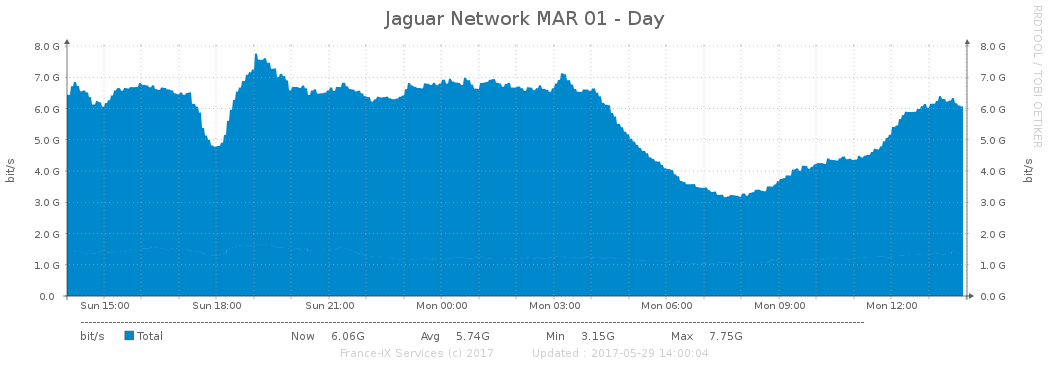 Jaguar Network MAR 01 - Day
RRDTOOL / TOBI OETIKER
8.0 G 8.0 G
7.0 G 7.0 G
6.0 G 6.0 G
5.0 G 5.0 G
4.0 G 4.0 G
3.0 G 3.0 G
2.0 G 2.0 G
1.0 G 1.0 G
0.0 0.0 G
bit/s bit/s
Sun 15:00 Sun 18:00 Sun 21:00 Mon 00:00 Mon 03:00 Mon 06:00 Mon 09:00 Mon 12:00
bit/s Total Now 6.06G Avg 5.74G Min 3.15G Max 7.75G
France-IX Services (c) 2017 Updated : 2017-05-29 14:00:04